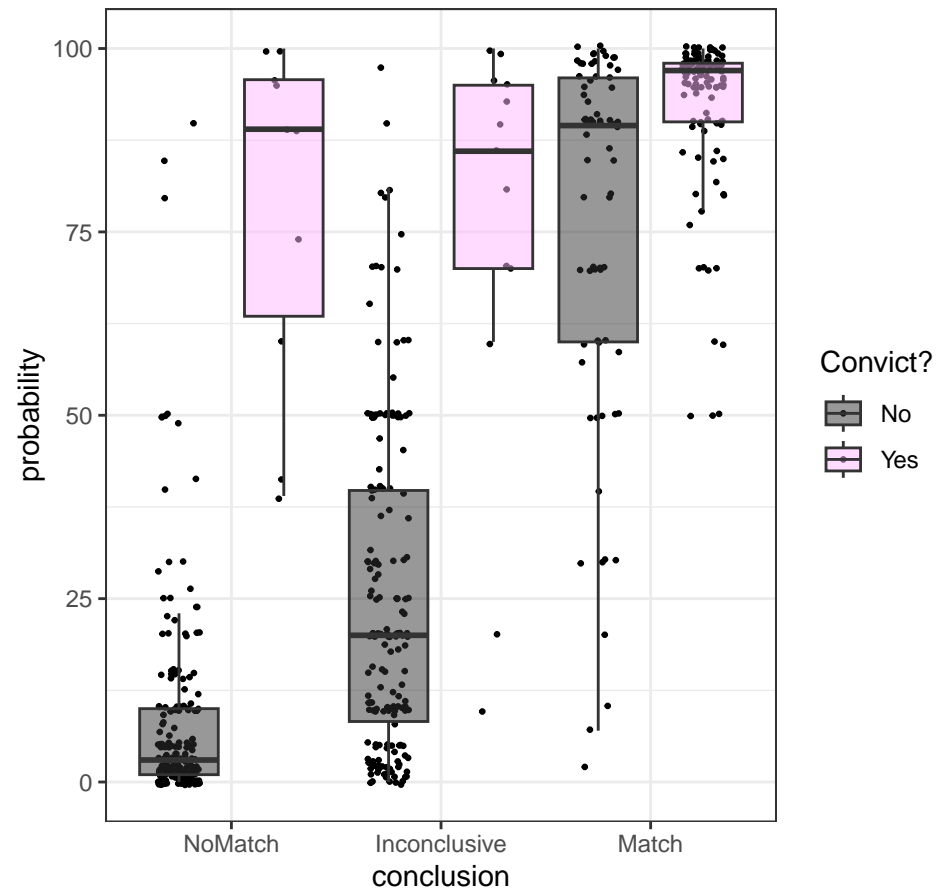 100
75
50
25
0
probability
NoMatch
Inconclusive
Match
conclusion
Convict?
No
Yes